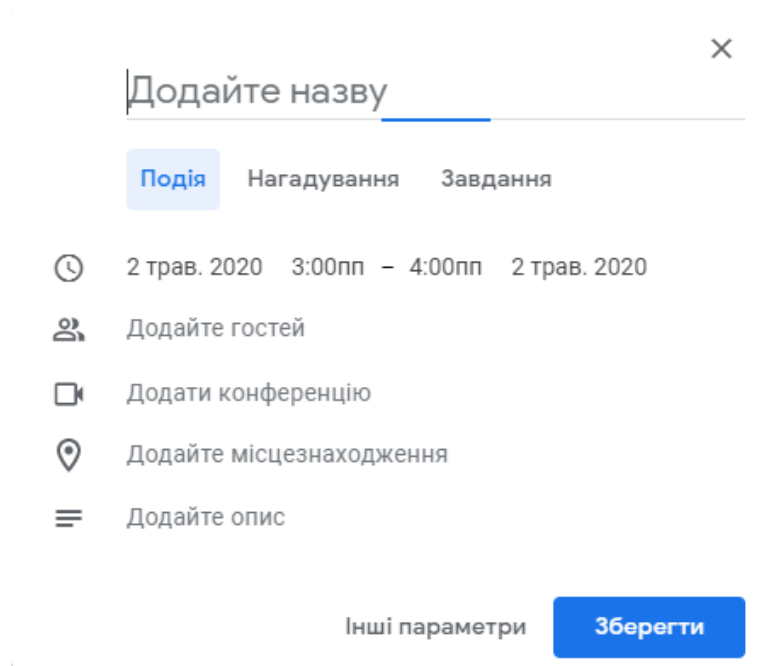 Додайте назву
Подія Нагадування Завдання
2 трав. 2020 3:00пп – 4:00пп 2 трав. 2020
Додайте гостей
Додати конференцію
Додайте місцезнаходження
Додайте опис
Інші параметри Зберегти